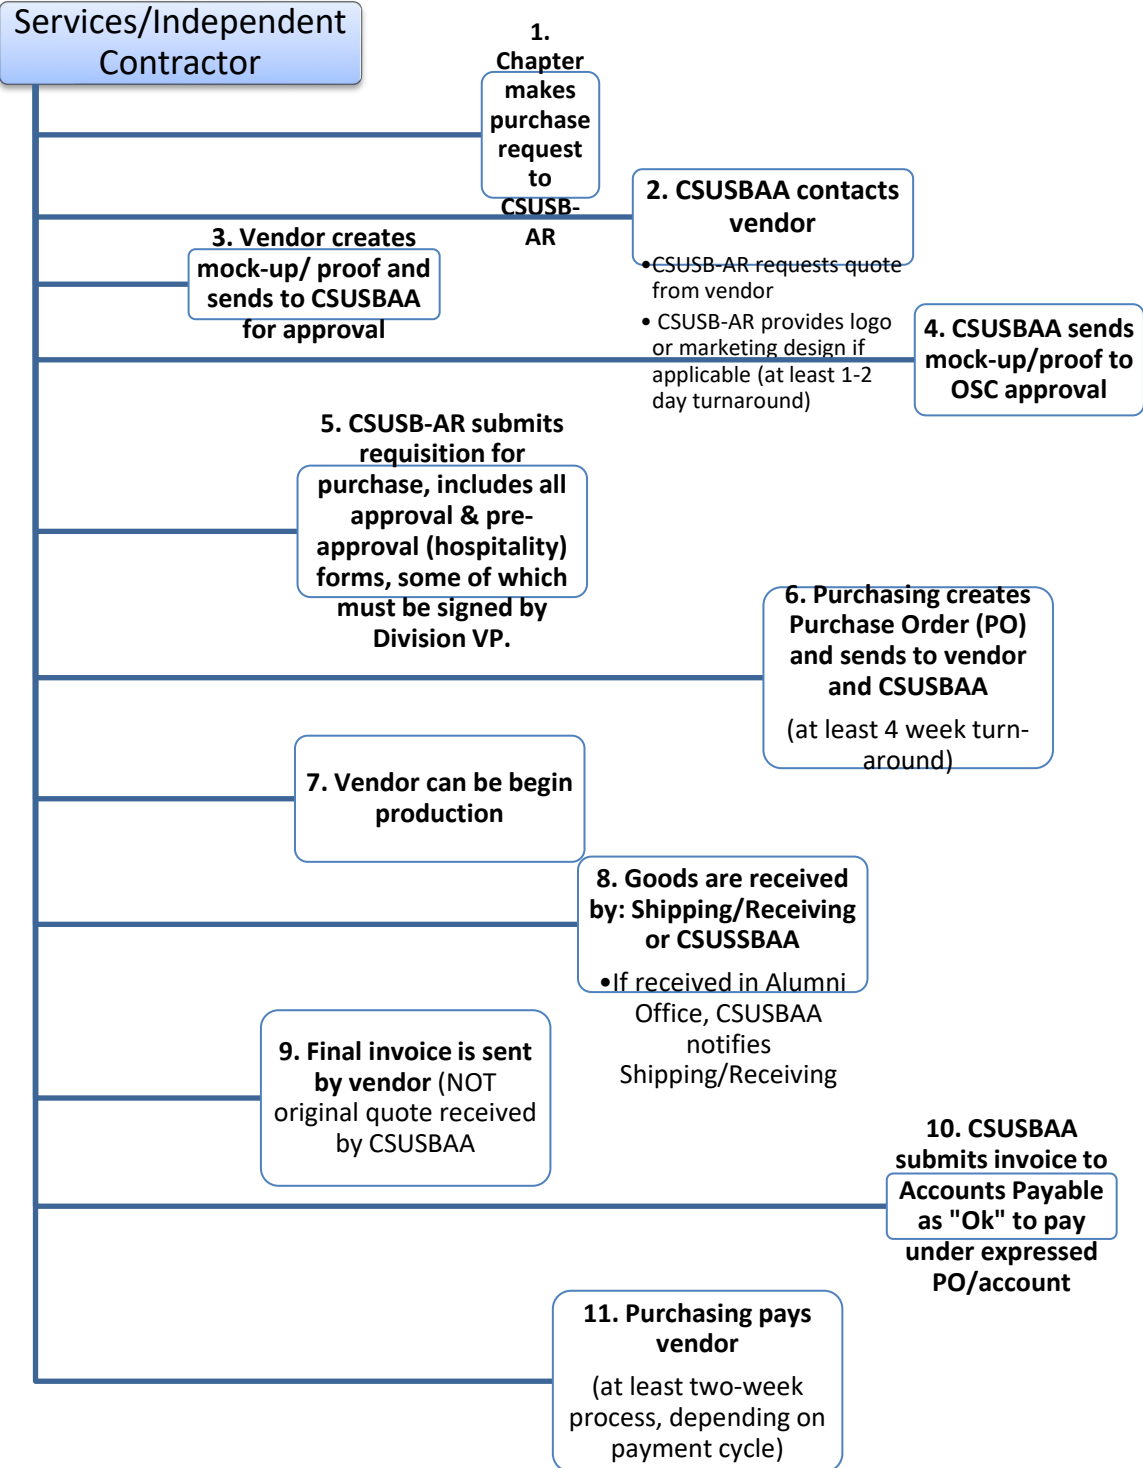 Services/Independent
Contractor
1.
Chapter
makes
purchase
request
to
CSUSB-
AR
2. CSUSBAA contacts
vendor
•CSUSB-AR requests quote
from vendor
• CSUSB-AR provides logo
or marketing design if
applicable (at least 1-2
day turnaround)
3. Vendor creates
mock-up/ proof and
sends to CSUSBAA
for approval
4. CSUSBAA sends
mock-up/proof to
OSC approval
5. CSUSB-AR submits
requisition for
purchase, includes all
approval & pre-
approval (hospitality)
forms, some of which
must be signed by
Division VP.
6. Purchasing creates
Purchase Order (PO)
and sends to vendor
and CSUSBAA
(at least 4 week turn-
around)
7. Vendor can be begin
production
8. Goods are received
by: Shipping/Receiving
or CSUSSBAA
•If received in Alumni
Office, CSUSBAA
notifies
Shipping/Receiving
9. Final invoice is sent
by vendor (NOT
original quote received
by CSUSBAA
10. CSUSBAA
submits invoice to
Accounts Payable
as "Ok" to pay
under expressed
PO/account
11. Purchasing pays
vendor
(at least two-week
process, depending on
payment cycle)